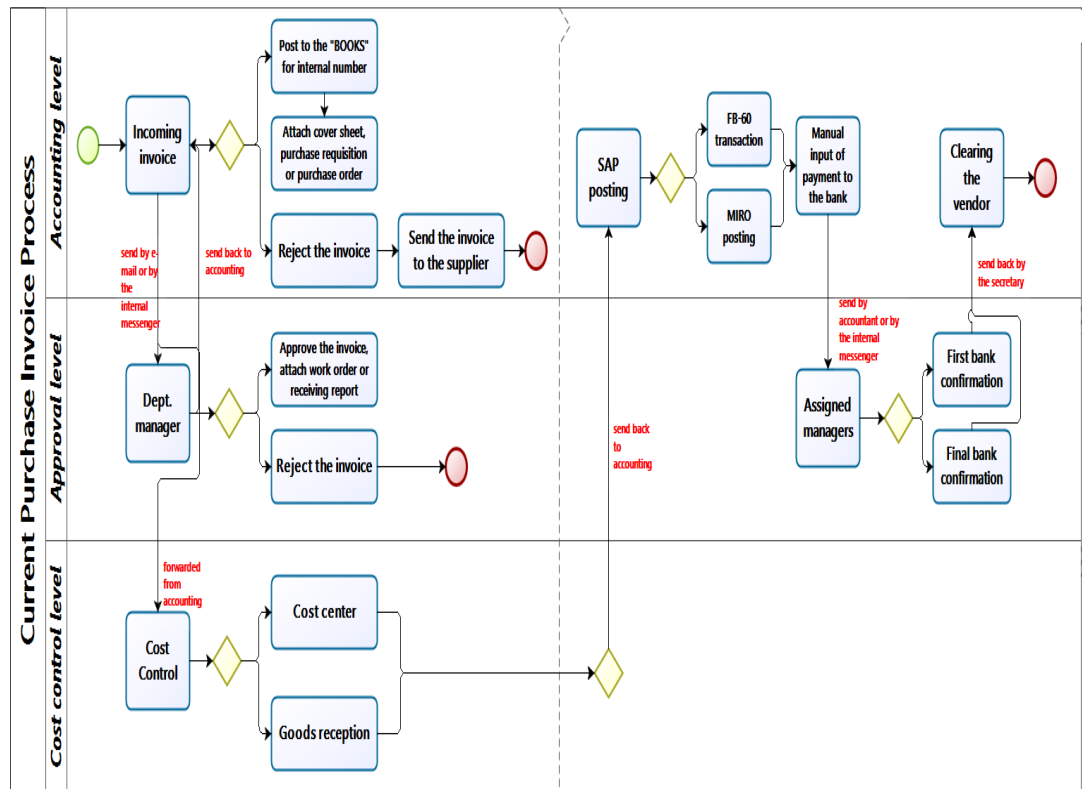 Current Purchase Invoice Process
Accounting level
Incoming
invoice
Post to the "BOOKS"
for internal number
Attach cover sheet,
purchase requisition
or purchase order
Reject the invoice
Send the invoice
to the supplier
send by e-
mail or by
the
internal
messenger
send back to
accounting
SAP
posting
FB-60
transaction
MIRO
posting
Manual
input of
payment to
the bank
Clearing
the
vendor
send back by
the secretary
send by
accountant or by
the internal
messenger
Approval level
Dept.
manager
Approve the invoice,
attach work order or
receiving report
Reject the invoice
send back
to
accounting
Assigned
managers
First bank
confirmation
Final bank
confirmation
Cost control level
forwarded
from
accounting
Cost
Control
Cost center
Goods reception